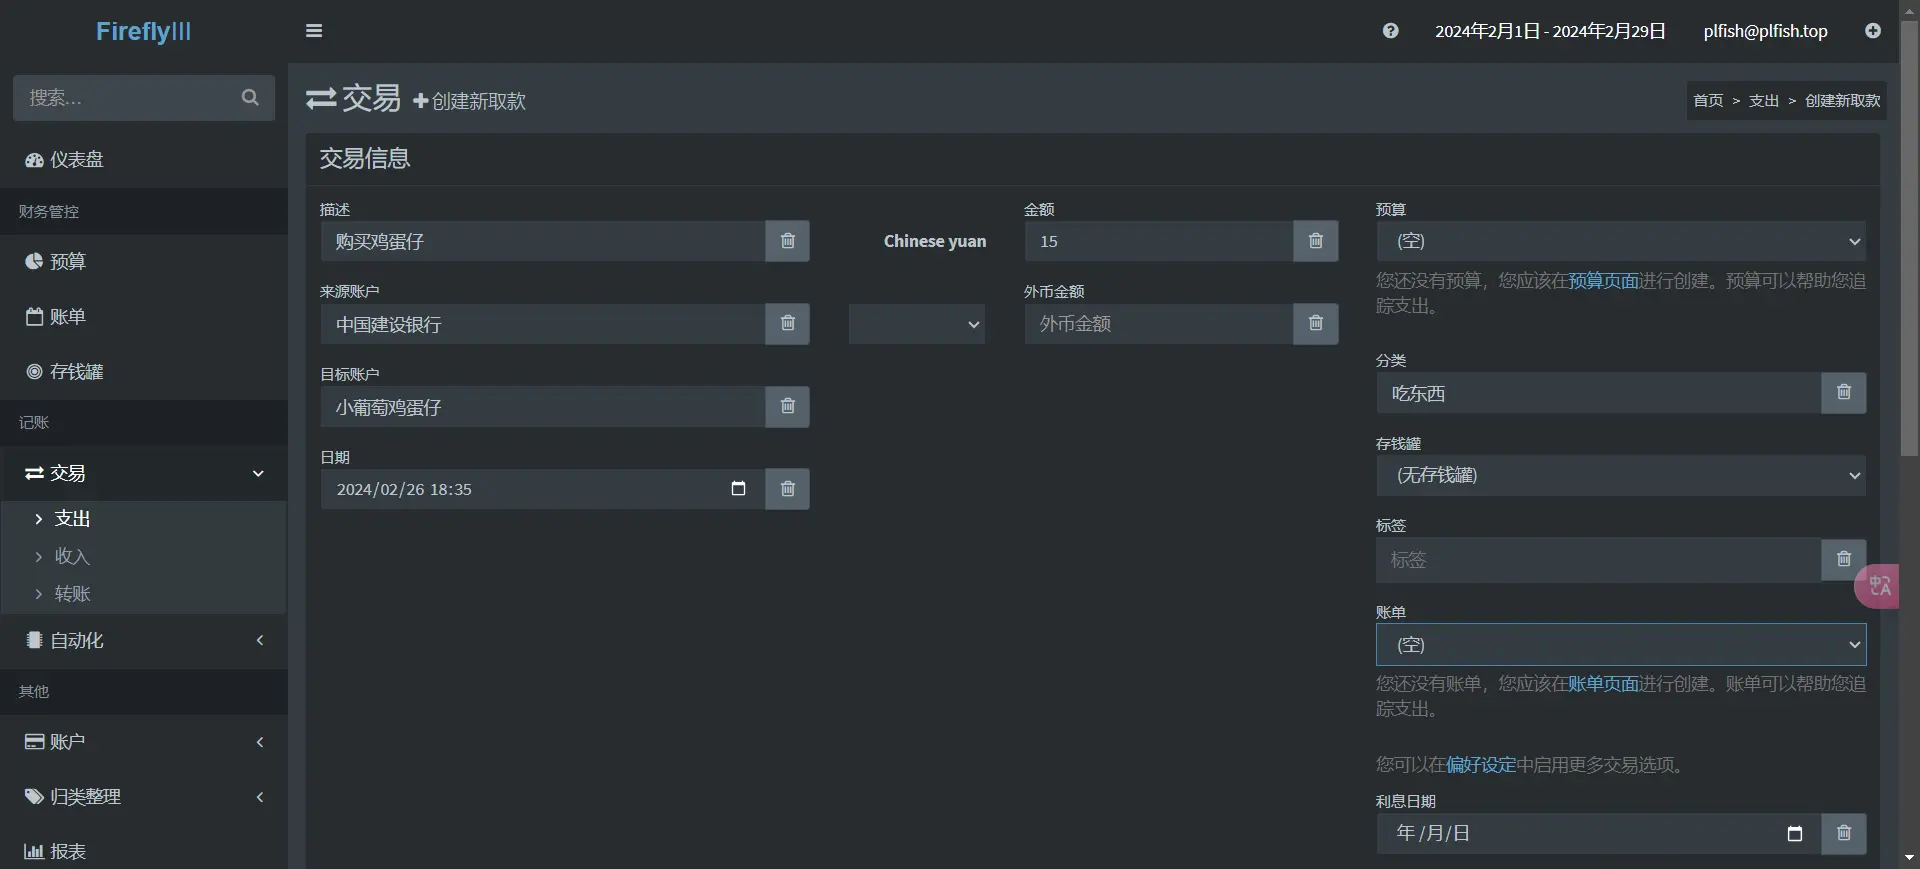 FireflyIII
2024年2月1日 - 2024年2月29日
plfish@plfish.top
搜索...
仪表盘
财务管控
预算
账单
存钱罐
记账
交易
支出
收入
转账
自动化
其他
账户
归类整理
报表
交易 创建新取款
首页 > 支出 > 创建新取款
交易信息
描述
购买鸡蛋仔
来源账户
中国建设银行
目标账户
小葡萄鸡蛋仔
日期
2024/02/26 18:35
Chinese yuan
金额
15
外币金额
外币金额
预算
(空)
您还没有预算，您应该在预算页面进行创建。预算可以帮助您追
踪支出。
分类
吃东西
存钱罐
(无存钱罐)
标签
标签
账单
(空)
您还没有账单，您应该在账单页面进行创建。账单可以帮助您追
踪支出。
您可以在偏好设定中启用更多交易选项。
利息日期
年 /月/日
中A